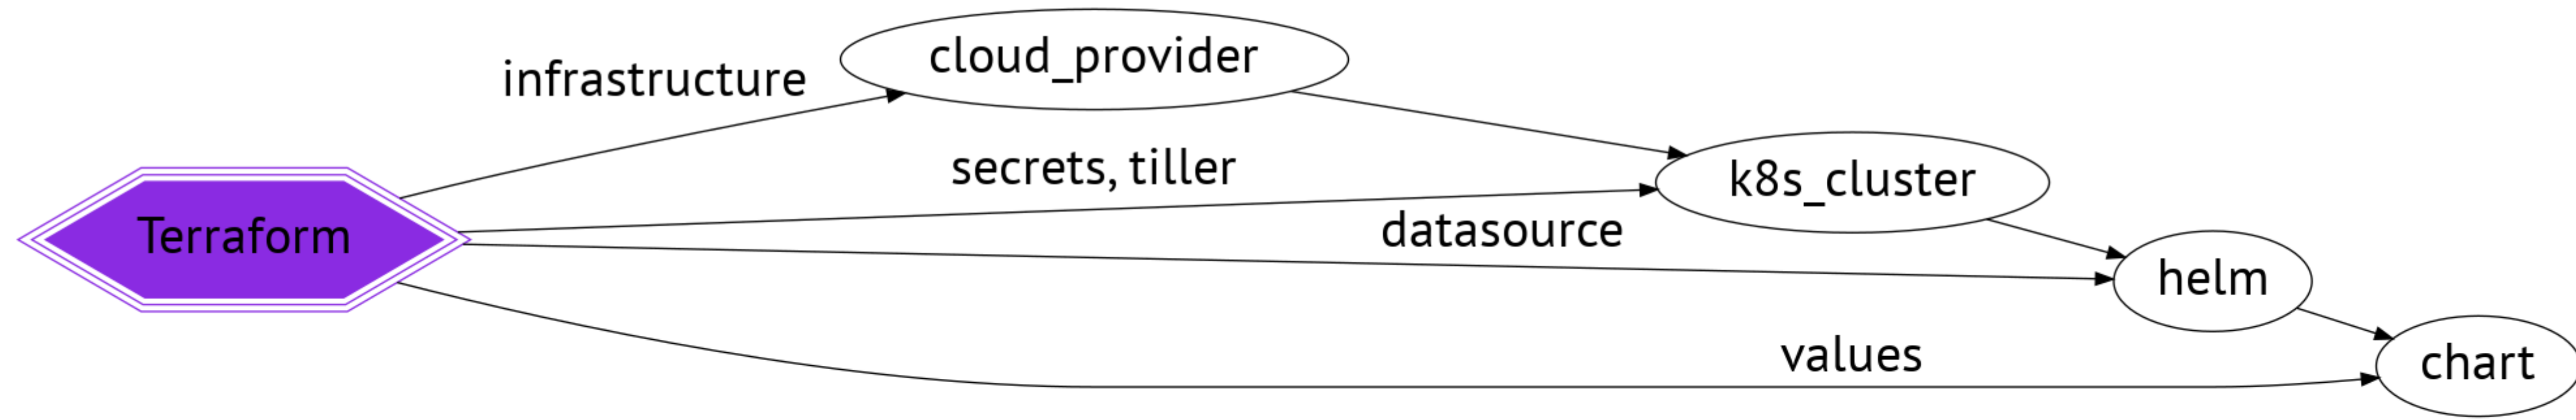 cloud_provider
infrastructure
secrets, tiller
k8s_cluster
Terraform
datasource
helm
values
chart